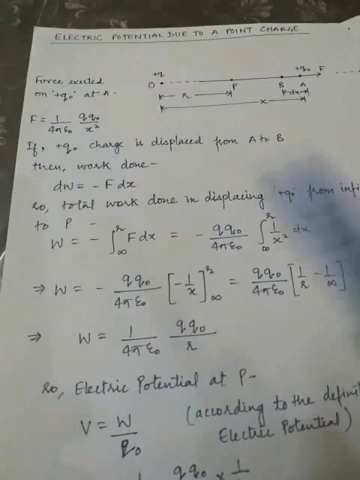 ELECTRIC POTENTIAL DUE TO A POINT CHARGE
+q +q₀ F
O P B A
r dx
x
Force exerted
on '+q₀' at A -
F = 1/4πε₀ qq₀/x²
If, +q₀ charge is displaced from A to B
then, work done -
dW = - F dx
so, total work done in displacing '+q₀' from
to P -
W = - ∫_∞^r F dx = - qq₀/4πε₀ ∫_∞^r 1/x² dx
⇒ W = - qq₀/4πε₀ [-1/x]_∞^r = qq₀/4πε₀ [1/r - 1/∞]
⇒ W = 1/4πε₀ qq₀/r
so, Electric Potential at P -
V = W/q₀ (according to the
Electric Potential)
qq₀ × 1